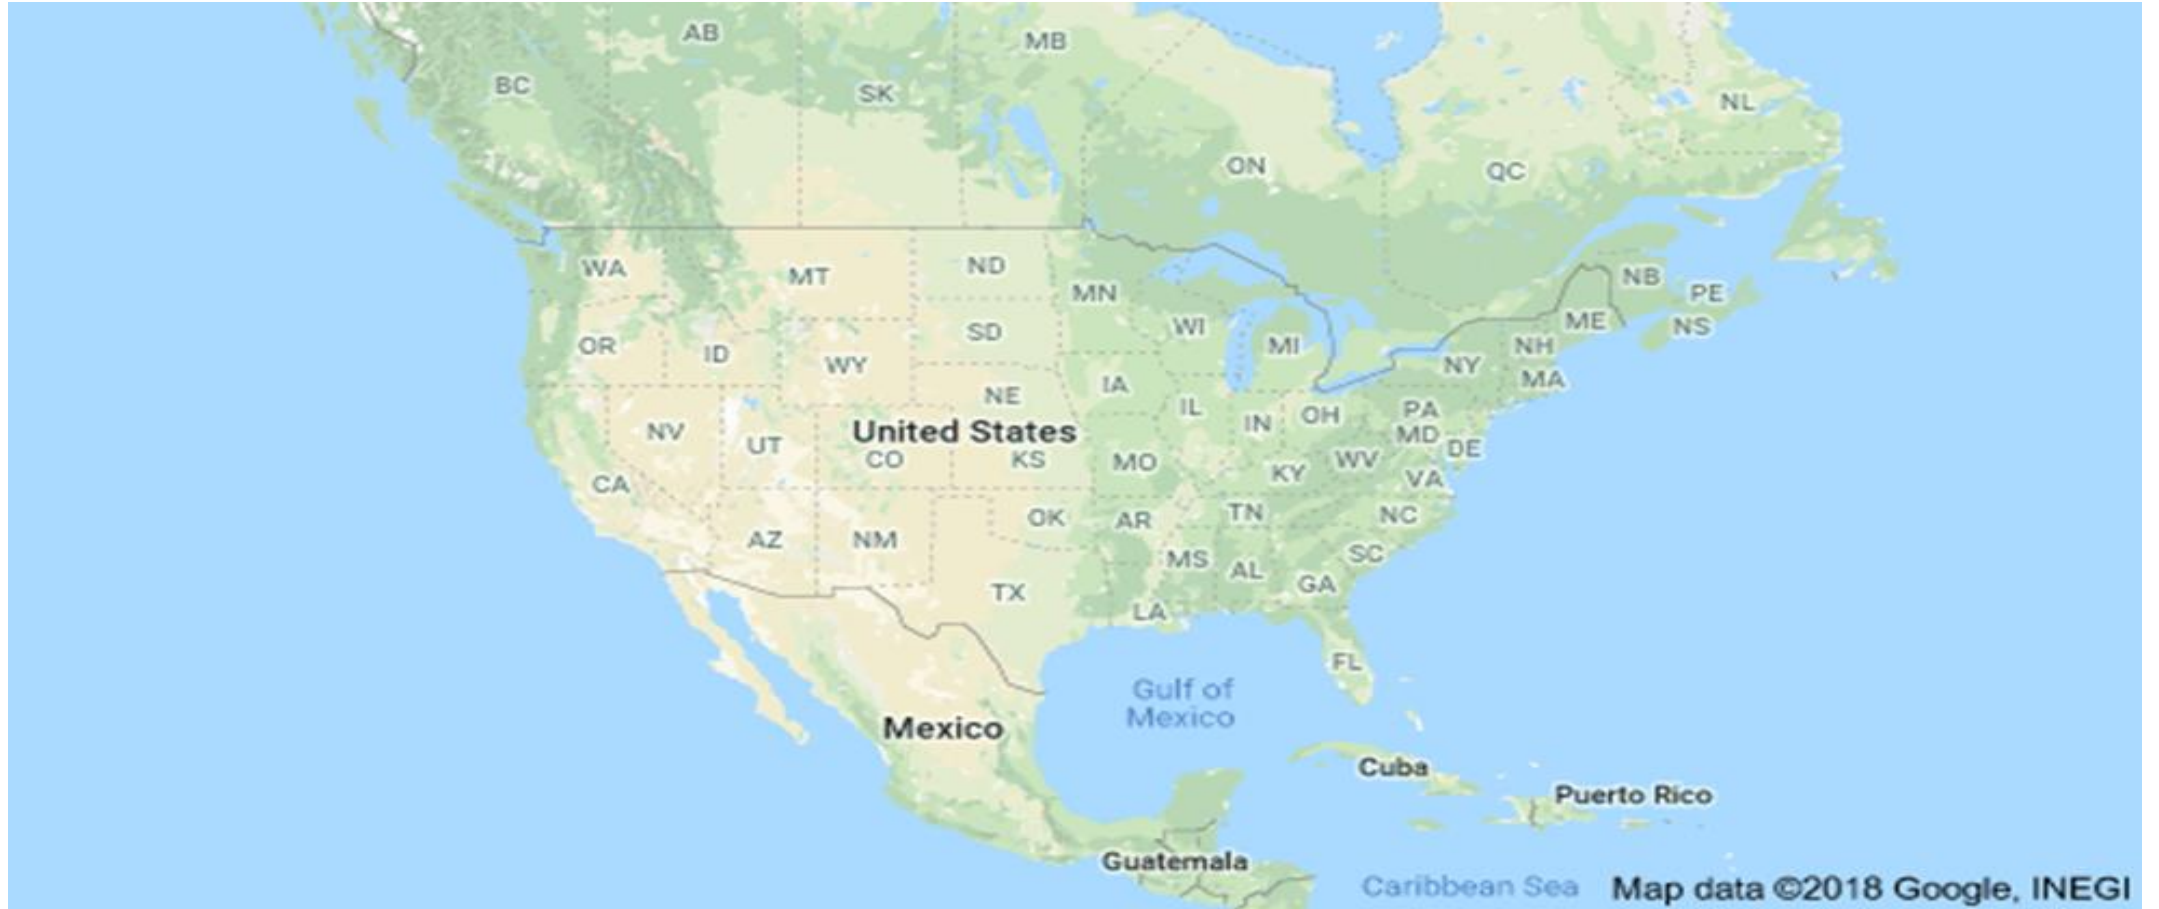 AB
MB
BC
SK
NL
ON
QC
WA
MT
ND
MN
NB
PE
OR
ID
WY
SD
WI
MI
ME
NS
NY
NH
MA
NE
IA
IL
IN
OH
PA
NV
UT
United States
CO
KS
MO
KY
WV
MD
DE
VA
CA
AZ
NM
OK
AR
TN
NC
TX
MS
AL
GA
SC
LA
FL
Gulf of
Mexico
Mexico
Cuba
Puerto Rico
Guatemala
Caribbean Sea
Map data ©2018 Google, INEGI